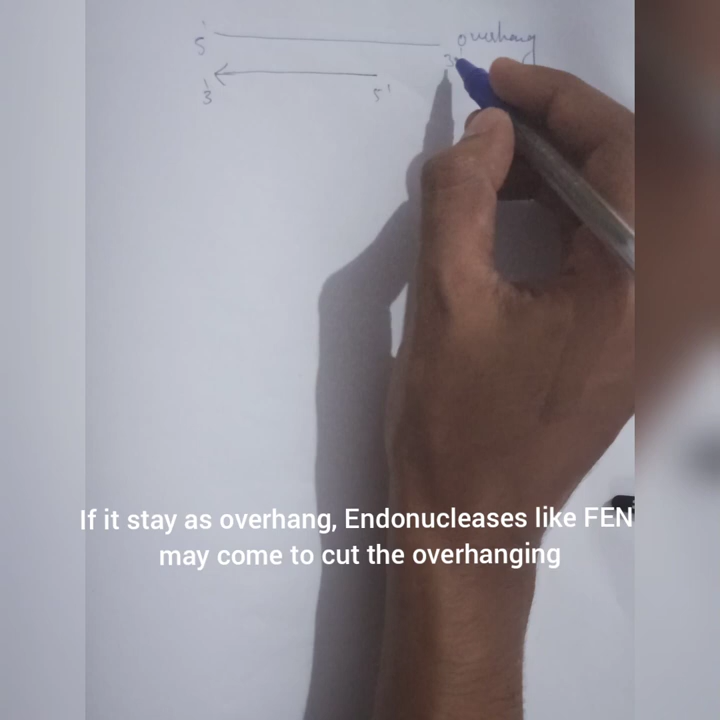 5' overhang
3'
3' 5'
If it stay as overhang, Endonucleases like FEN
may come to cut the overhanging